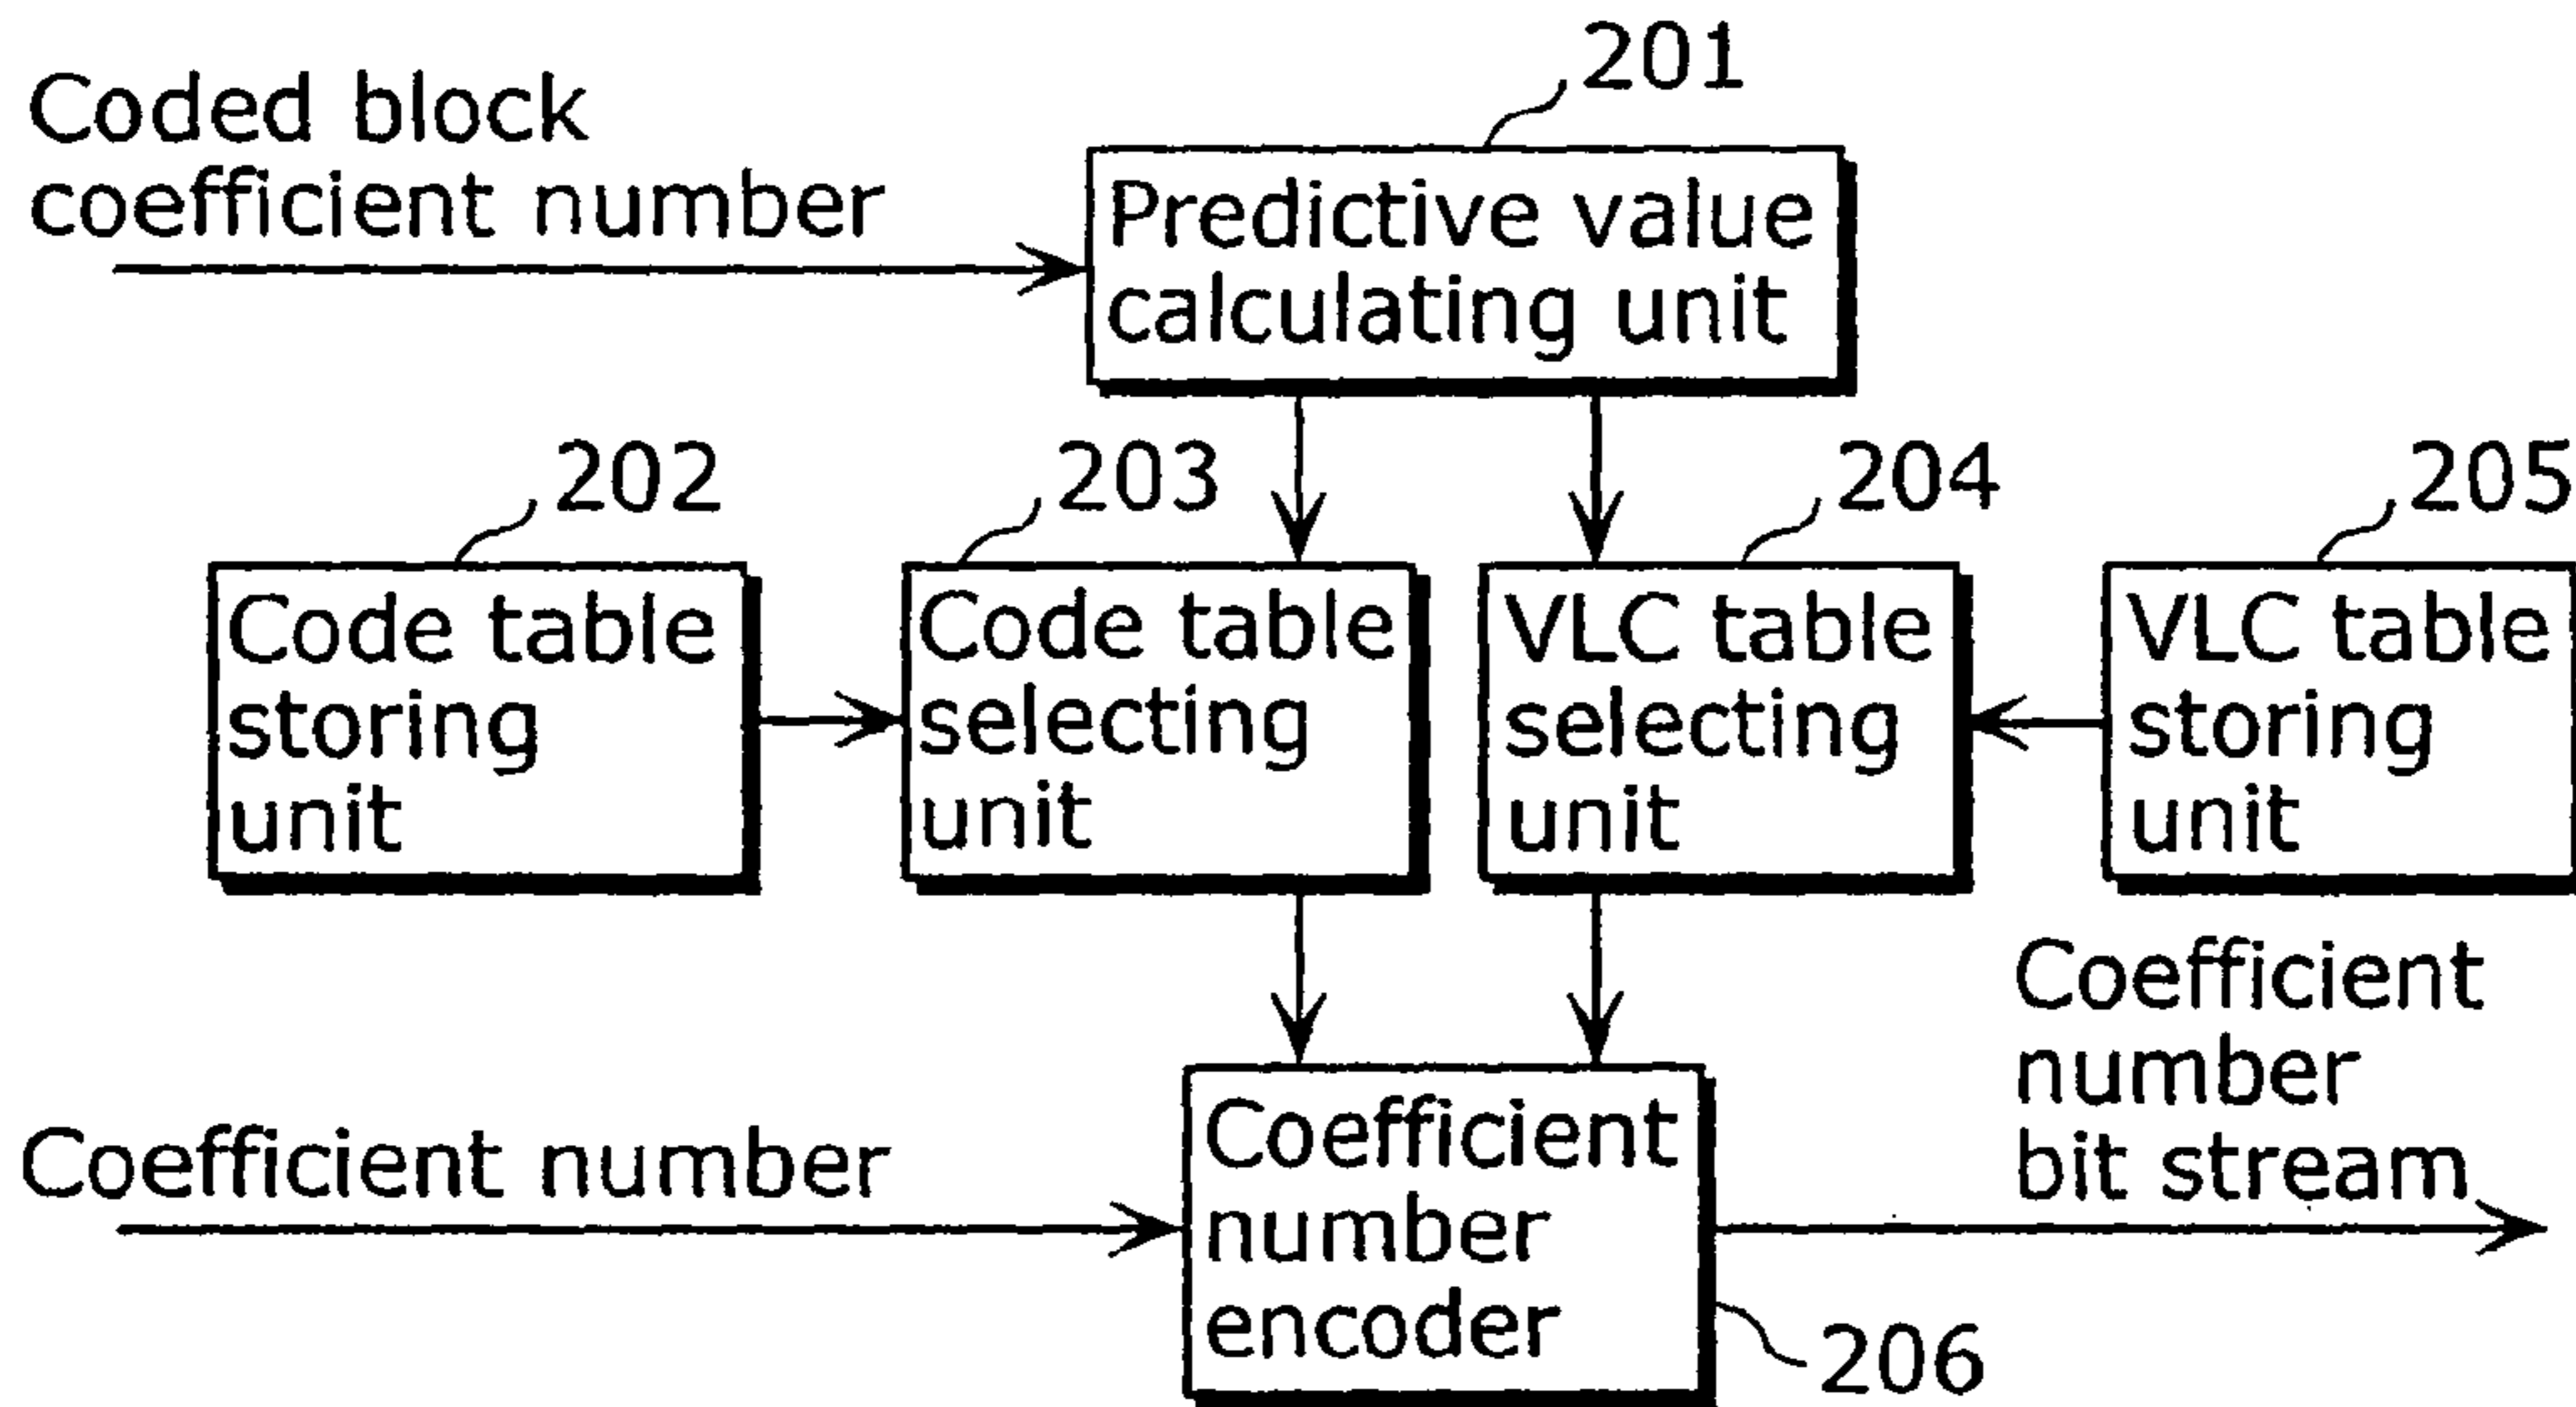 201
Coded block
coefficient number
Predictive value
calculating unit
202
203
204
205
Code table
storing
unit
Code table
selecting
unit
VLC table
selecting
unit
VLC table
storing
unit
Coefficient
number
bit stream
Coefficient number
Coefficient
number
encoder
206